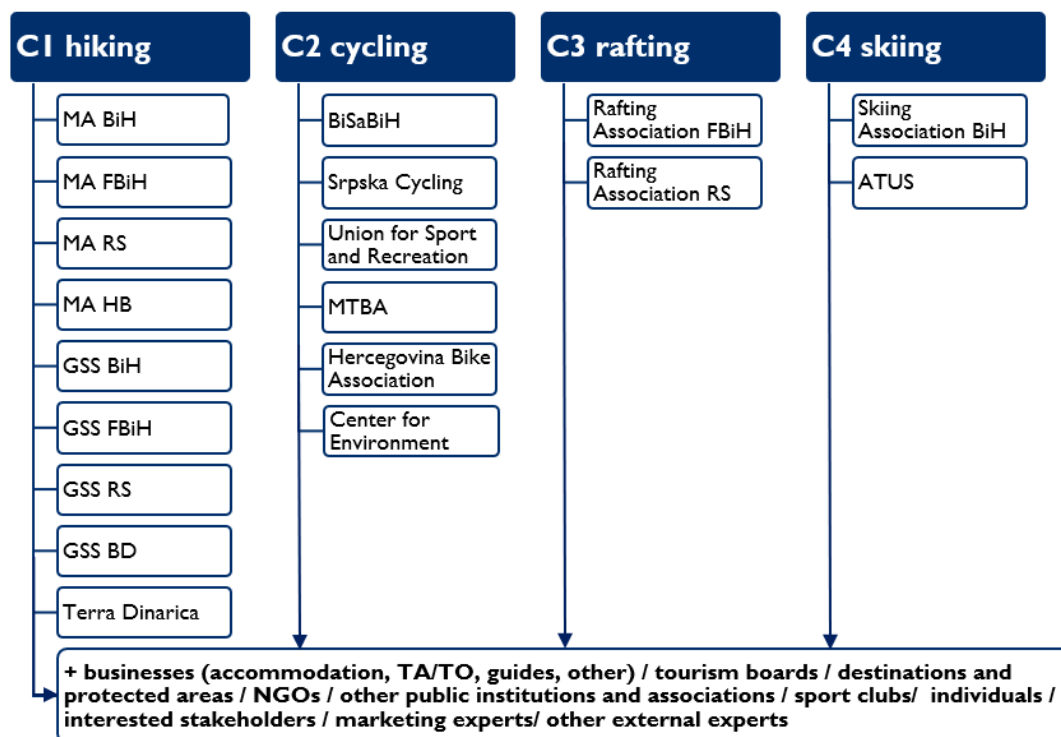 C1 hiking
MA BiH
MA FBiH
MA RS
MA HB
GSS BiH
GSS FBiH
GSS RS
GSS BD
Terra Dinarica
C2 cycling
BiSaBiH
Srpska Cycling
Union for Sport
and Recreation
MTBA
Hercegovina Bike
Association
Center for
Environment
C3 rafting
Rafting
Association FBiH
Rafting
Association RS
C4 skiing
Skiing
Association BiH
ATUS
+ businesses (accommodation, TA/TO, guides, other) / tourism boards / destinations and
protected areas / NGOs / other public institutions and associations / sport clubs/  individuals /
interested stakeholders / marketing experts/ other external experts